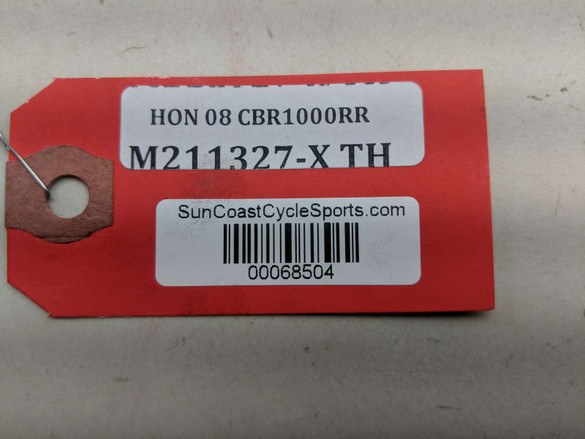 HON 08 CBR1000RR
M211327-X TH
SunCoastCycleSports.com
00068504